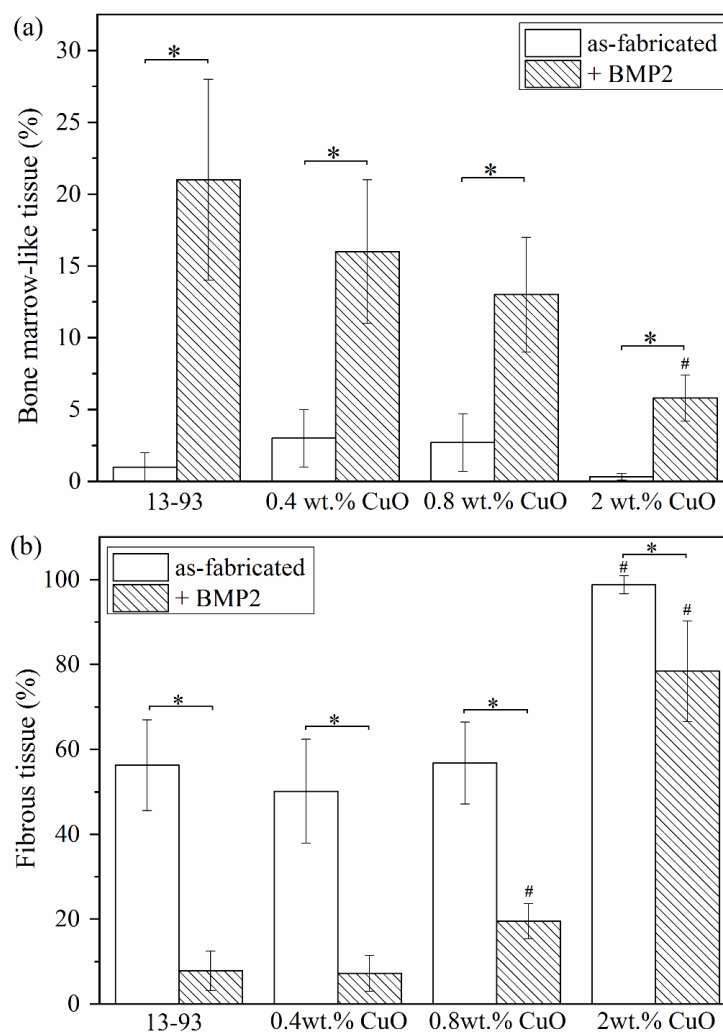 (a)
as-fabricated
+ BMP2
Bone marrow-like tissue (%)
30
25
20
15
10
5
0
*
*
*
*
#
13-93
0.4 wt.% CuO
0.8 wt.% CuO
2 wt.% CuO
(b)
as-fabricated
+ BMP2
Fibrous tissue (%)
100
80
60
40
20
0
*
*
*
#
#
*
#
13-93
0.4wt.% CuO
0.8wt.% CuO
2wt.% CuO